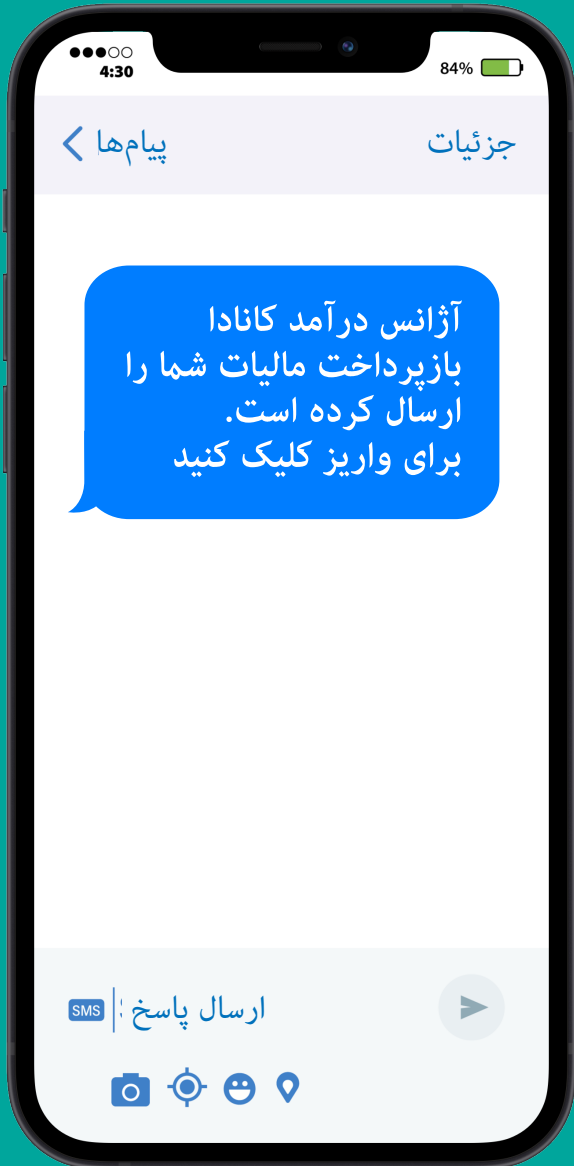 4:30
84%
پیام‌ها
جزئیات
آژانس درآمد کانادا
بازپرداخت مالیات شما را
ارسال کرده است.
برای واریز کلیک کنید
ارسال پاسخ
SMS